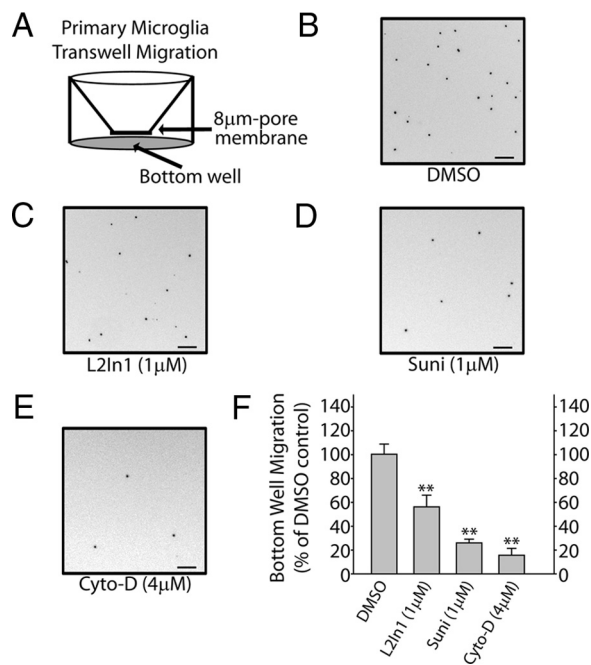 A
Primary Microglia
Transwell Migration
8μm-pore
membrane
Bottom well
B
DMSO
C
L2In1 (1μM)
D
Suni (1μM)
E
Cyto-D (4μM)
F
Bottom Well Migration
(% of DMSO control)
140
120
100
80
60
40
20
0
140
120
100
80
60
40
20
0
**
**
**
DMSO
L2In1 (1μM)
Suni (1μM)
Cyto-D (4μM)